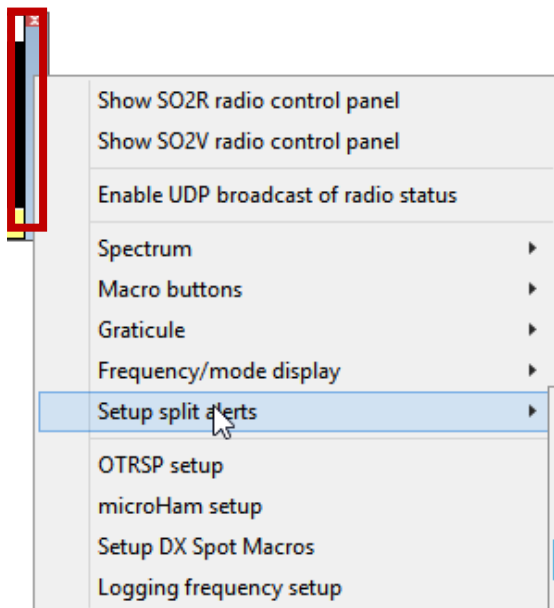 Show SO2R radio control panel
Show SO2V radio control panel
Enable UDP broadcast of radio status
Spectrum
Macro buttons
Graticule
Frequency/mode display
Setup split alerts
OTRSP setup
microHam setup
Setup DX Spot Macros
Logging frequency setup